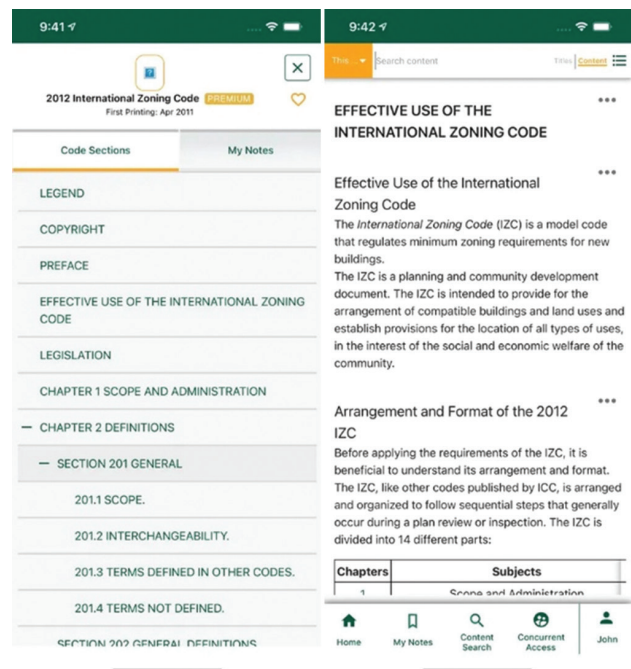 9:41
2012 International Zoning Code PREMIUM
First Printing: Apr 2011
Code Sections
My Notes
LEGEND
COPYRIGHT
PREFACE
EFFECTIVE USE OF THE INTERNATIONAL ZONING
CODE
LEGISLATION
CHAPTER 1 SCOPE AND ADMINISTRATION
CHAPTER 2 DEFINITIONS
SECTION 201 GENERAL
201.1 SCOPE.
201.2 INTERCHANGEABILITY.
201.3 TERMS DEFINED IN OTHER CODES.
201.4 TERMS NOT DEFINED.
SECTION 202 GENERAL DEFINITIONS
9:42
This... Search content Titles Content
EFFECTIVE USE OF THE
INTERNATIONAL ZONING CODE
Effective Use of the International
Zoning Code
The International Zoning Code (IZC) is a model code
that regulates minimum zoning requirements for new
buildings.
The IZC is a planning and community development
document. The IZC is intended to provide for the
arrangement of compatible buildings and land uses and
establish provisions for the location of all types of uses,
in the interest of the social and economic welfare of the
community.
Arrangement and Format of the 2012
IZC
Before applying the requirements of the IZC, it is
beneficial to understand its arrangement and format.
The IZC, like other codes published by ICC, is arranged
and organized to follow sequential steps that generally
occur during a plan review or inspection. The IZC is
divided into 14 different parts:
Chapters Subjects
1 Scope and Administration
Home
My Notes
Content
Search
Concurrent
Access
John